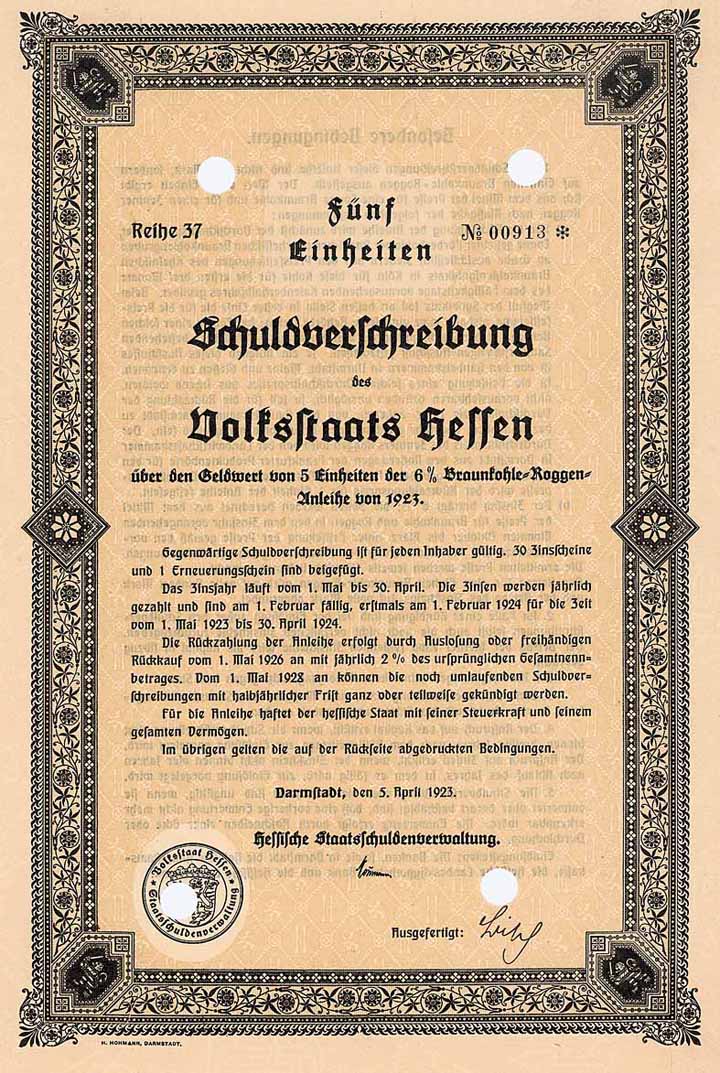 Fünf
Reihe 37
№ 00913 ✻
Einheiten
Schuldverschreibung
des
Volksstaats Hessen
über den Geldwert von 5 Einheiten der 6% Braunkohle-Roggen-
Anleihe von 1923.
Gegenwärtige Schuldverschreibung ist für jeden Inhaber gültig. 30 Zinscheine
und 1 Erneuerungschein sind beigefügt.
Das Zinsjahr läuft vom 1. Mai bis 30. April. Die Zinsen werden jährlich
gezahlt und sind am 1. Februar fällig, erstmals am 1. Februar 1924 für die Zeit
vom 1. Mai 1923 bis 30. April 1924.
Die Rückzahlung der Anleihe erfolgt durch Auslosung oder freihändigen
Rückkauf vom 1. Mai 1926 an mit jährlich 2% des ursprünglichen Gesamtnenn-
betrages. Vom 1. Mai 1928 an können die noch umlaufenden Schuldver-
schreibungen mit halbjährlicher Frist ganz oder teilweise gekündigt werden.
Für die Anleihe haftet der hessische Staat mit seiner Steuerkraft und seinem
gesamten Vermögen.
Im übrigen gelten die auf der Rückseite abgedruckten Bedingungen.
Darmstadt, den 5. April 1923.
Hessische Staatsschuldenverwaltung.
Volksstaat Hessen
Staatsschuldenverwaltung
Ausgefertigt:
H. HOHMANN, DARMSTADT.